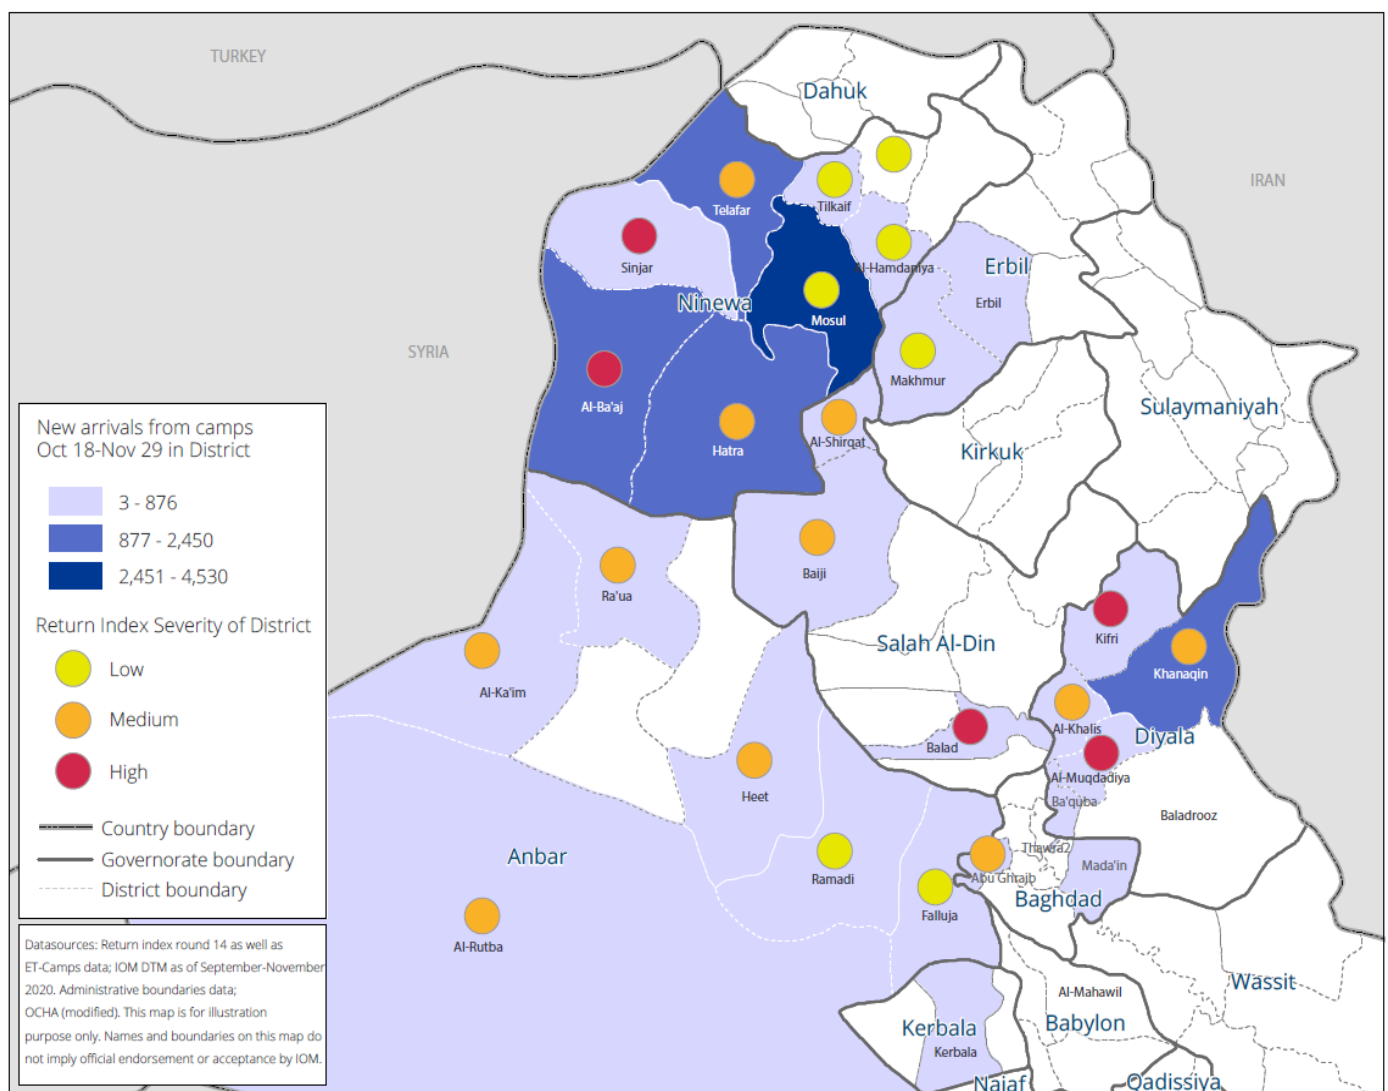 TURKEY
Dahuk
IRAN
Telafar
Tilkaif
Sinjar
Al-Hamdaniya
Erbil
Erbil
Ninewa
Mosul
SYRIA
Makhmur
Al-Ba'aj
Sulaymaniyah
Hatra
Al-Shirqat
Kirkuk
New arrivals from camps
Oct 18-Nov 29 in District
3 - 876
877 - 2,450
2,451 - 4,530
Return Index Severity of District
Low
Medium
High
Country boundary
Governorate boundary
District boundary
Baiji
Ra'ua
Kifri
Salah Al-Din
Khanaqin
Al-Ka'im
Al-Khalis
Diyala
Balad
Al-Muqdadiya
Heet
Ba'quba
Baladrooz
Thawra2
Anbar
Ramadi
Abu Ghraib
Mada'in
Baghdad
Falluja
Al-Rutba
Wassit
Al-Mahawil
Kerbala
Babylon
Kerbala
Najaf
Qadissiya
Datasources: Return index round 14 as well as
ET-Camps data; IOM DTM as of September-November
2020. Administrative boundaries data;
OCHA (modified). This map is for illustration
purpose only. Names and boundaries on this map do
not imply official endorsement or acceptance by IOM.